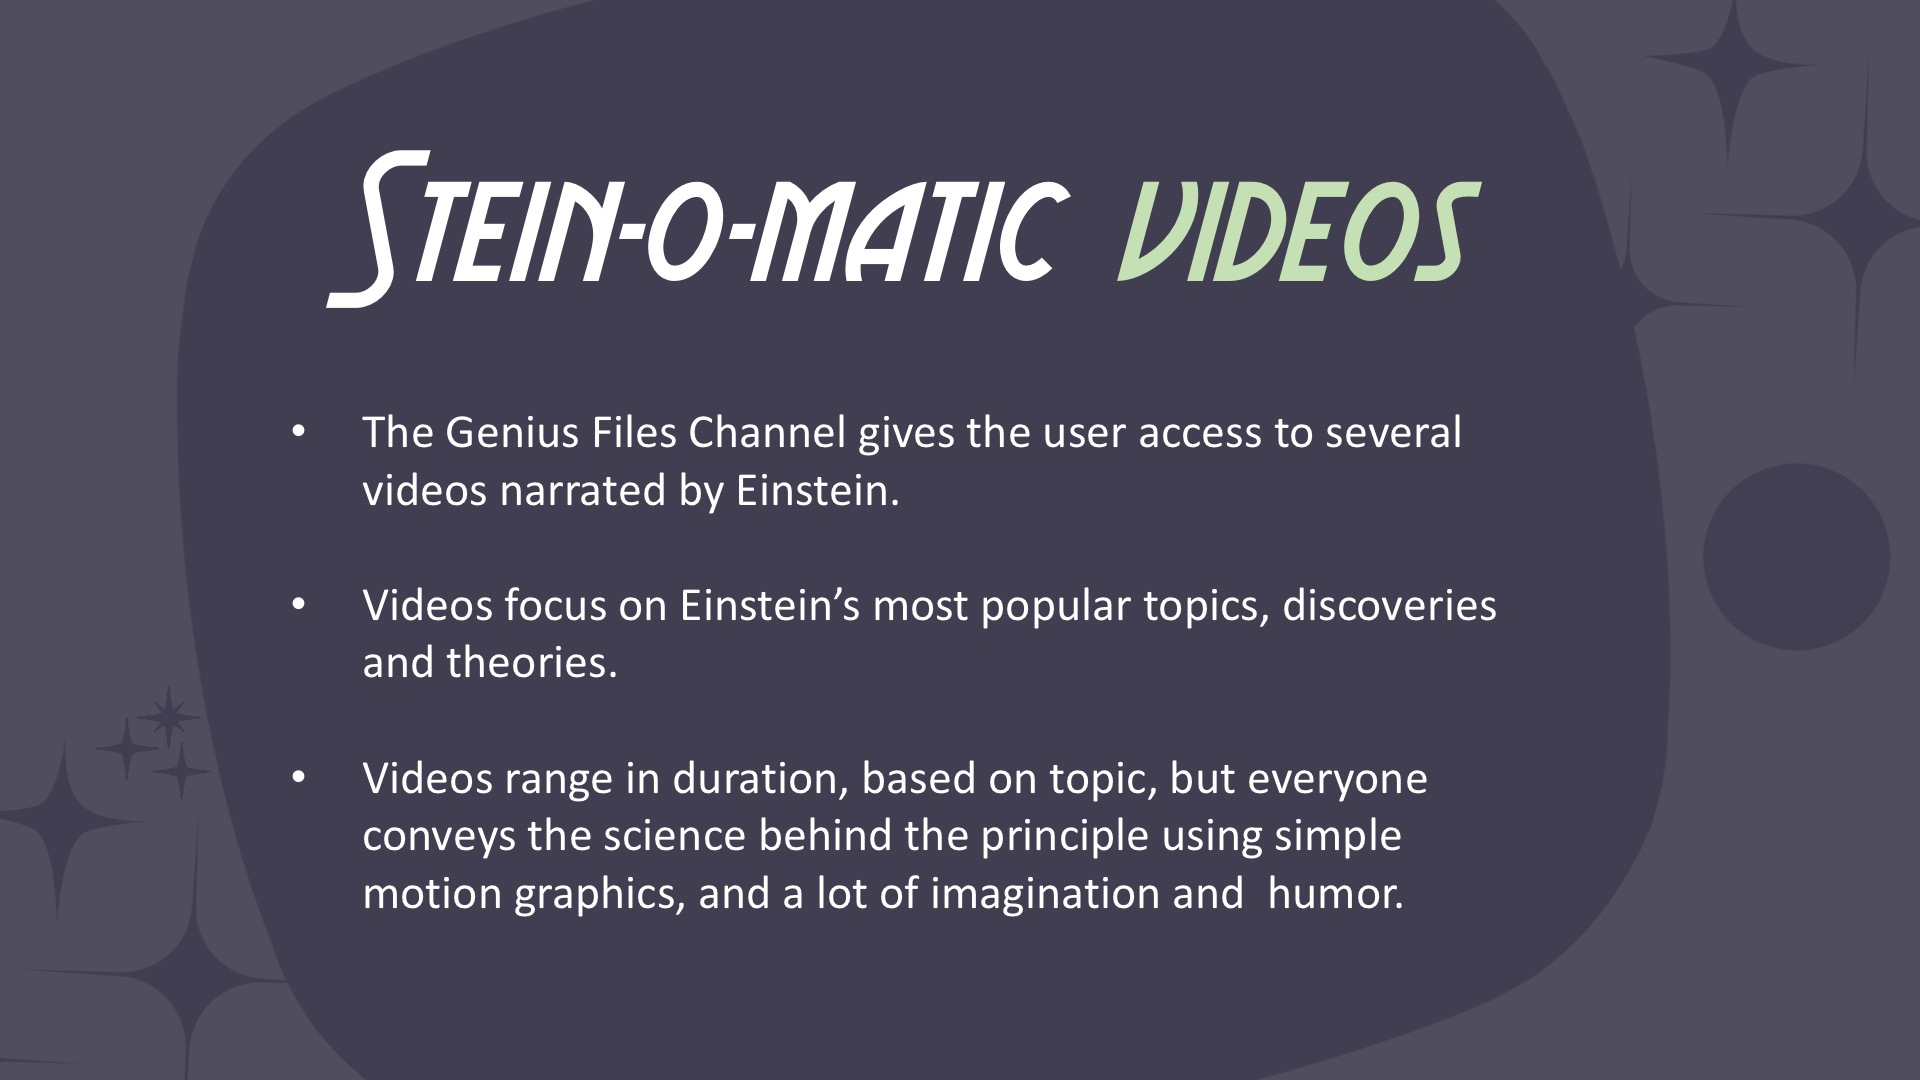 Stein-o-matic videos
• The Genius Files Channel gives the user access to several
videos narrated by Einstein.
• Videos focus on Einstein’s most popular topics, discoveries
and theories.
• Videos range in duration, based on topic, but everyone
conveys the science behind the principle using simple
motion graphics, and a lot of imagination and  humor.